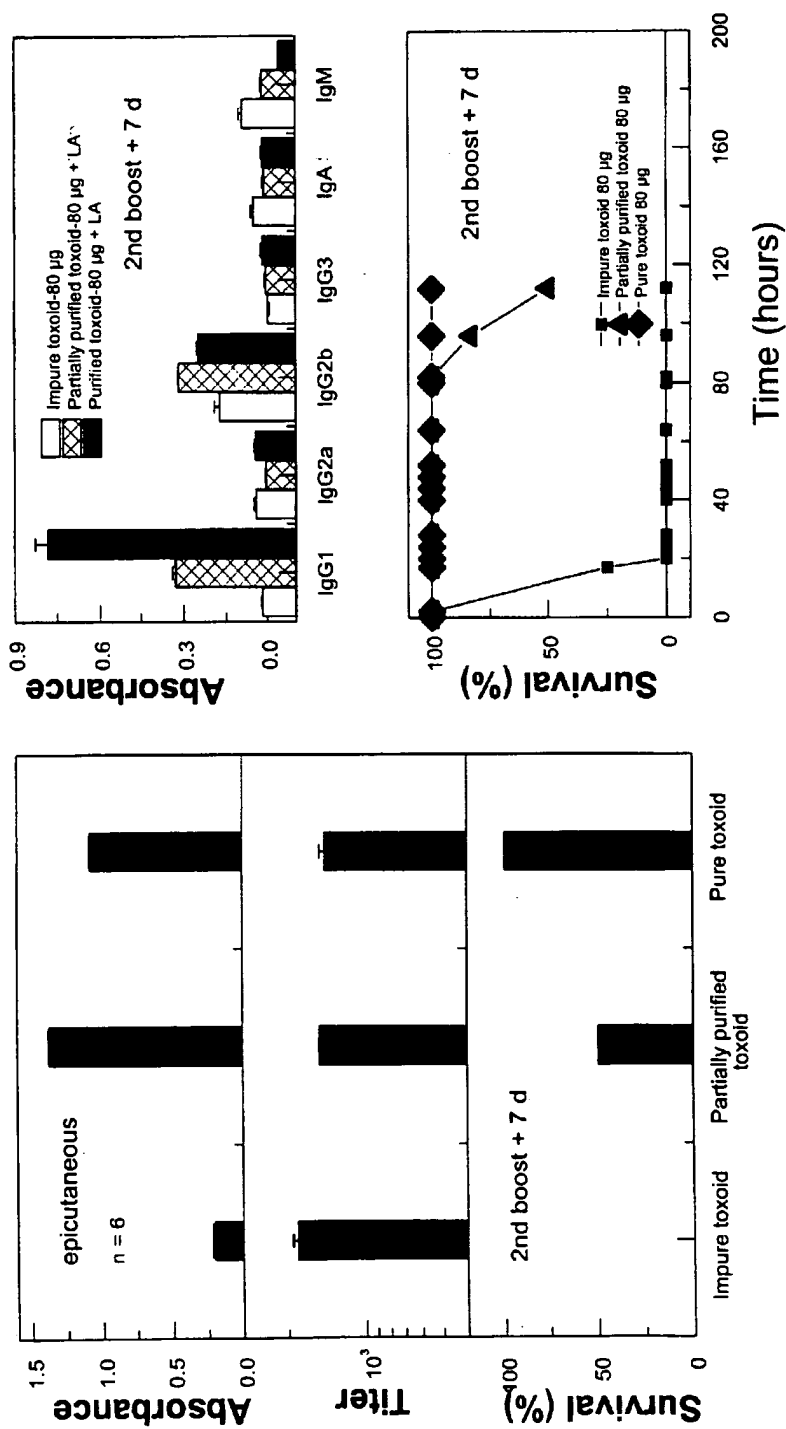 1.5
1.0
0.5
0.0
Absorbance
epicutaneous
n = 6
10³
Titer
100
50
0
Survival (%)
2nd boost + 7 d
Impure toxoid
Partially purified
toxoid
Pure toxoid
0.9
0.6
0.3
0.0
Absorbance
Impure toxoid-80 µg
Partially purified toxoid-80 µg + LA
Purified toxoid-80 µg + LA
2nd boost + 7 d
IgG1
IgG2a
IgG2b
IgG3
IgA
IgM
100
50
0
Survival (%)
2nd boost + 7 d
Impure toxoid 80 µg
Partially purified toxoid 80 µg
Pure toxoid 80 µg
0
40
80
120
160
200
Time (hours)